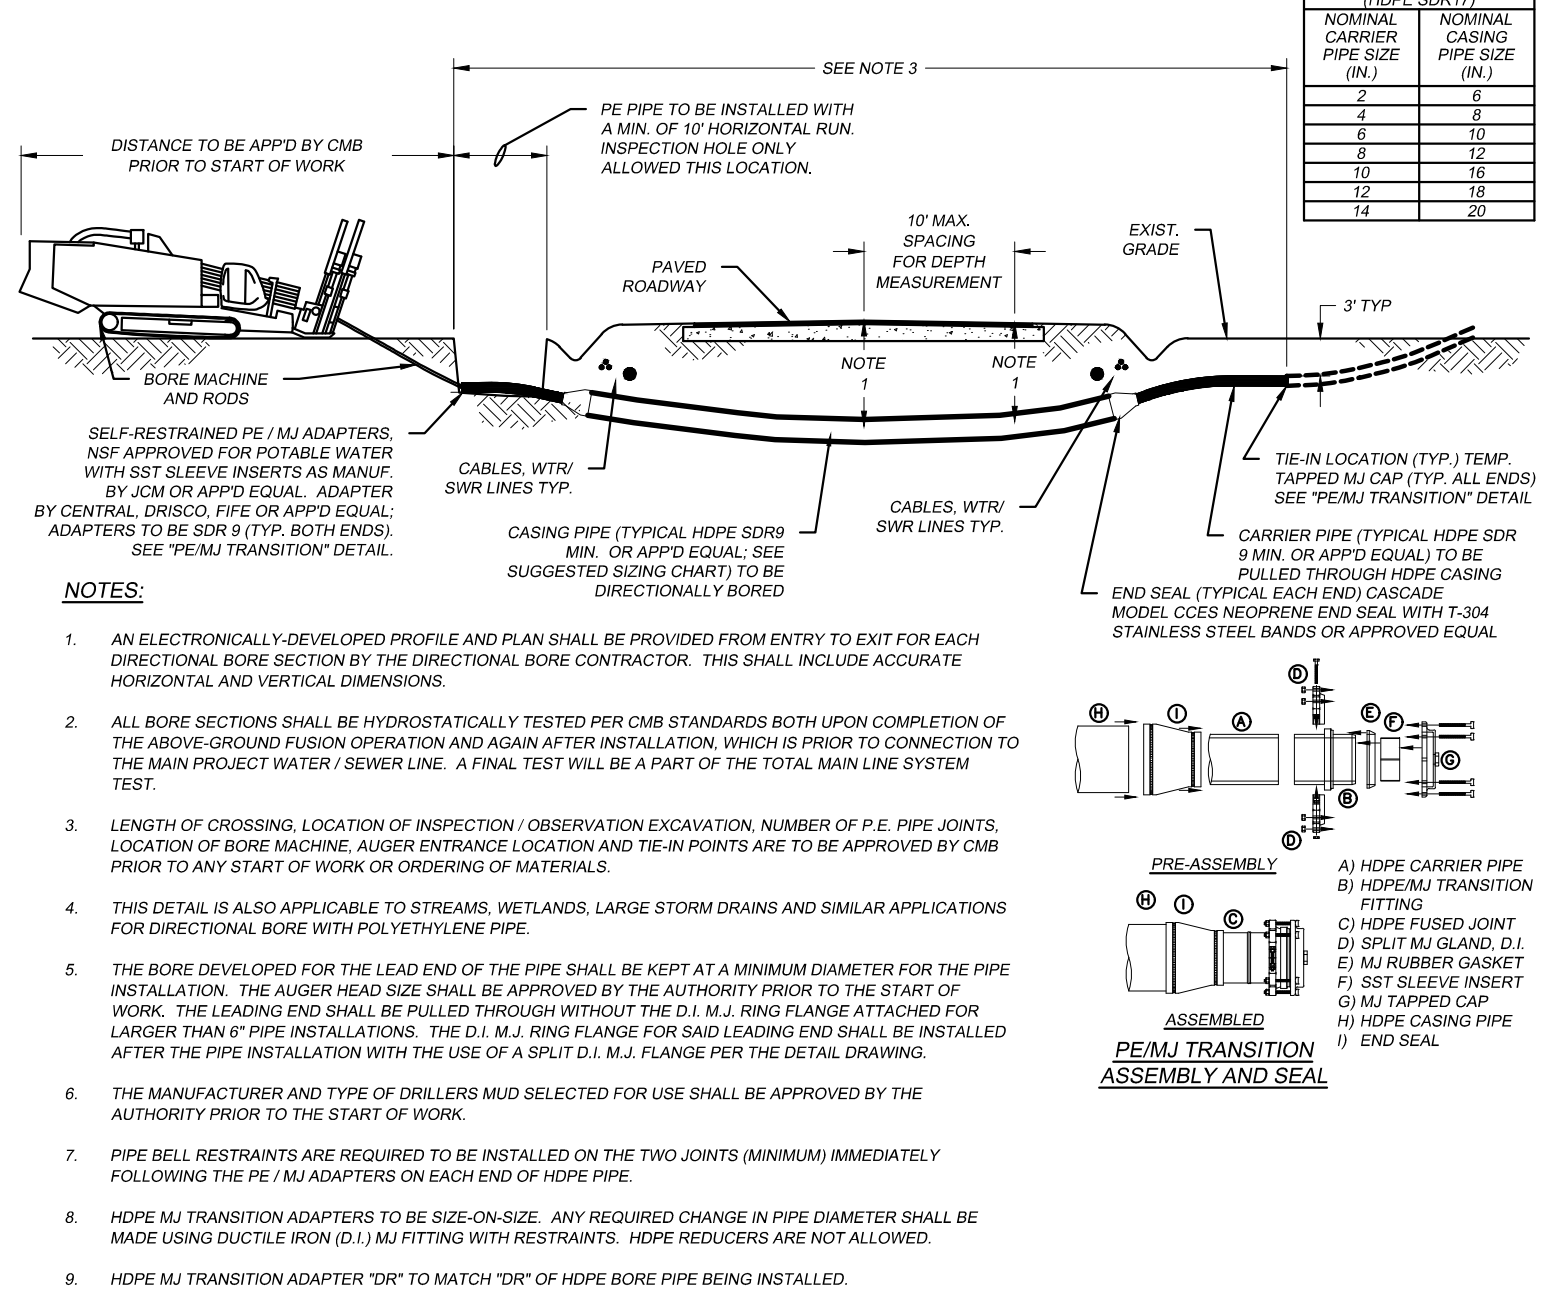 (HDPE SDR17)
NOMINAL CARRIER PIPE SIZE (IN.) NOMINAL CASING PIPE SIZE (IN.)
2 6
4 8
6 10
8 12
10 16
12 18
14 20
SEE NOTE 3
PE PIPE TO BE INSTALLED WITH
A MIN. OF 10' HORIZONTAL RUN.
INSPECTION HOLE ONLY
ALLOWED THIS LOCATION.
DISTANCE TO BE APP'D BY CMB
PRIOR TO START OF WORK
10' MAX.
SPACING
FOR DEPTH
MEASUREMENT
EXIST.
GRADE
PAVED
ROADWAY
3' TYP
NOTE
1
NOTE
1
BORE MACHINE
AND RODS
SELF-RESTRAINED PE / MJ ADAPTERS,
NSF APPROVED FOR POTABLE WATER
WITH SST SLEEVE INSERTS AS MANUF.
BY JCM OR APP'D EQUAL. ADAPTER
BY CENTRAL, DRISCO, FIFE OR APP'D EQUAL;
ADAPTERS TO BE SDR 9 (TYP. BOTH ENDS).
SEE "PE/MJ TRANSITION" DETAIL.
CABLES, WTR/
SWR LINES TYP.
CASING PIPE (TYPICAL HDPE SDR9
MIN. OR APP'D EQUAL; SEE
SUGGESTED SIZING CHART) TO BE
DIRECTIONALLY BORED
CABLES, WTR/
SWR LINES TYP.
TIE-IN LOCATION (TYP.) TEMP.
TAPPED MJ CAP (TYP. ALL ENDS)
SEE "PE/MJ TRANSITION" DETAIL
CARRIER PIPE (TYPICAL HDPE SDR
9 MIN. OR APP'D EQUAL) TO BE
PULLED THROUGH HDPE CASING
END SEAL (TYPICAL EACH END) CASCADE
MODEL CCES NEOPRENE END SEAL WITH T-304
STAINLESS STEEL BANDS OR APPROVED EQUAL
NOTES:
1. AN ELECTRONICALLY-DEVELOPED PROFILE AND PLAN SHALL BE PROVIDED FROM ENTRY TO EXIT FOR EACH
DIRECTIONAL BORE SECTION BY THE DIRECTIONAL BORE CONTRACTOR. THIS SHALL INCLUDE ACCURATE
HORIZONTAL AND VERTICAL DIMENSIONS.
2. ALL BORE SECTIONS SHALL BE HYDROSTATICALLY TESTED PER CMB STANDARDS BOTH UPON COMPLETION OF
THE ABOVE-GROUND FUSION OPERATION AND AGAIN AFTER INSTALLATION, WHICH IS PRIOR TO CONNECTION TO
THE MAIN PROJECT WATER / SEWER LINE. A FINAL TEST WILL BE A PART OF THE TOTAL MAIN LINE SYSTEM
TEST.
3. LENGTH OF CROSSING, LOCATION OF INSPECTION / OBSERVATION EXCAVATION, NUMBER OF P.E. PIPE JOINTS,
LOCATION OF BORE MACHINE, AUGER ENTRANCE LOCATION AND TIE-IN POINTS ARE TO BE APPROVED BY CMB
PRIOR TO ANY START OF WORK OR ORDERING OF MATERIALS.
4. THIS DETAIL IS ALSO APPLICABLE TO STREAMS, WETLANDS, LARGE STORM DRAINS AND SIMILAR APPLICATIONS
FOR DIRECTIONAL BORE WITH POLYETHYLENE PIPE.
5. THE BORE DEVELOPED FOR THE LEAD END OF THE PIPE SHALL BE KEPT AT A MINIMUM DIAMETER FOR THE PIPE
INSTALLATION. THE AUGER HEAD SIZE SHALL BE APPROVED BY THE AUTHORITY PRIOR TO THE START OF
WORK. THE LEADING END SHALL BE PULLED THROUGH WITHOUT THE D.I. M.J. RING FLANGE ATTACHED FOR
LARGER THAN 6" PIPE INSTALLATIONS. THE D.I. M.J. RING FLANGE FOR SAID LEADING END SHALL BE INSTALLED
AFTER THE PIPE INSTALLATION WITH THE USE OF A SPLIT D.I. M.J. FLANGE PER THE DETAIL DRAWING.
6. THE MANUFACTURER AND TYPE OF DRILLERS MUD SELECTED FOR USE SHALL BE APPROVED BY THE
AUTHORITY PRIOR TO THE START OF WORK.
7. PIPE BELL RESTRAINTS ARE REQUIRED TO BE INSTALLED ON THE TWO JOINTS (MINIMUM) IMMEDIATELY
FOLLOWING THE PE / MJ ADAPTERS ON EACH END OF HDPE PIPE.
8. HDPE MJ TRANSITION ADAPTERS TO BE SIZE-ON-SIZE. ANY REQUIRED CHANGE IN PIPE DIAMETER SHALL BE
MADE USING DUCTILE IRON (D.I.) MJ FITTING WITH RESTRAINTS. HDPE REDUCERS ARE NOT ALLOWED.
9. HDPE MJ TRANSITION ADAPTER "DR" TO MATCH "DR" OF HDPE BORE PIPE BEING INSTALLED.
D
H I A E F
G
B
D
PRE-ASSEMBLY
H I C
ASSEMBLED
PE/MJ TRANSITION
ASSEMBLY AND SEAL
A) HDPE CARRIER PIPE
B) HDPE/MJ TRANSITION
FITTING
C) HDPE FUSED JOINT
D) SPLIT MJ GLAND, D.I.
E) MJ RUBBER GASKET
F) SST SLEEVE INSERT
G) MJ TAPPED CAP
H) HDPE CASING PIPE
I) END SEAL